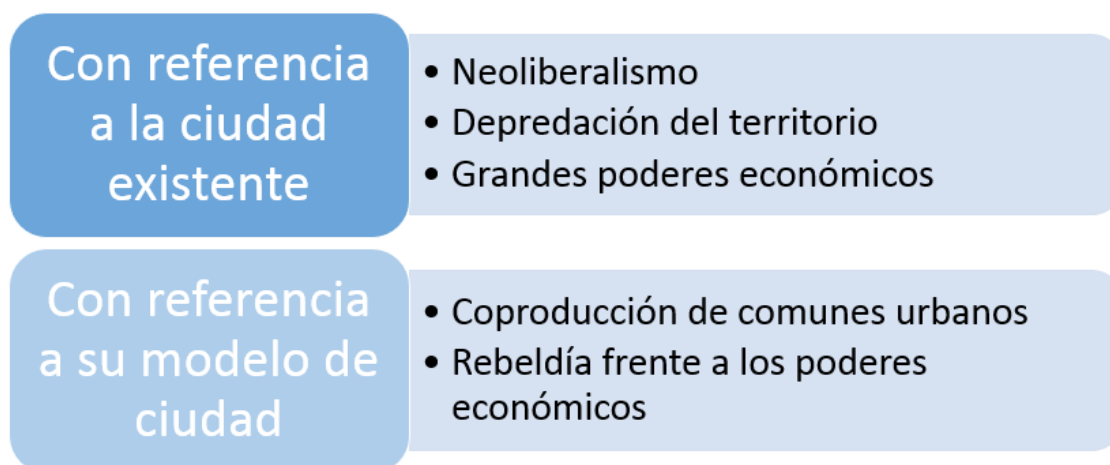 Con referencia
a la ciudad
existente
• Neoliberalismo
• Depredación del territorio
• Grandes poderes económicos
Con referencia
a su modelo de
ciudad
• Coproducción de comunes urbanos
• Rebeldía frente a los poderes
económicos